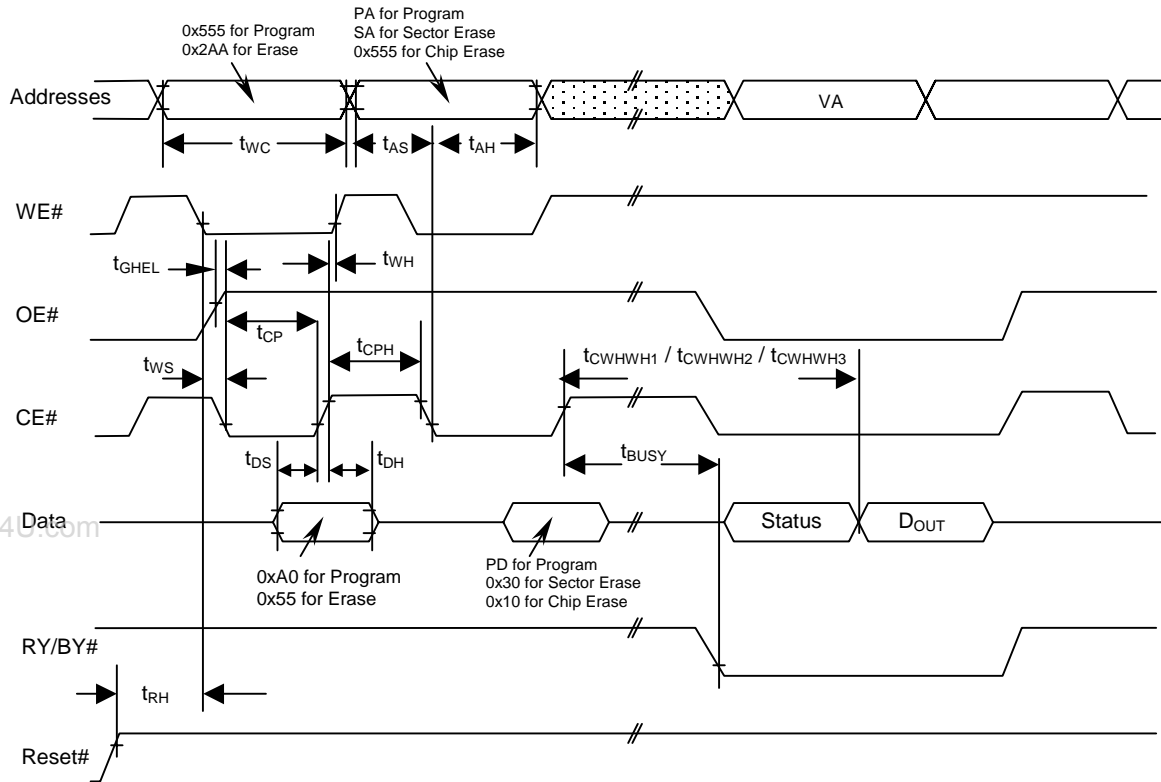 0x555 for Program
0x2AA for Erase
PA for Program
SA for Sector Erase
0x555 for Chip Erase
Addresses
VA
tWC
tAS
tAH
WE#
tGHEL
tWH
OE#
tCP
tCPH
tCWHWH1 / tCWHWH2 / tCWHWH3
tWS
CE#
tDS
tDH
tBUSY
4U.com
Data
Status
DOUT
0xA0 for Program
0x55 for Erase
PD for Program
0x30 for Sector Erase
0x10 for Chip Erase
RY/BY#
tRH
Reset#